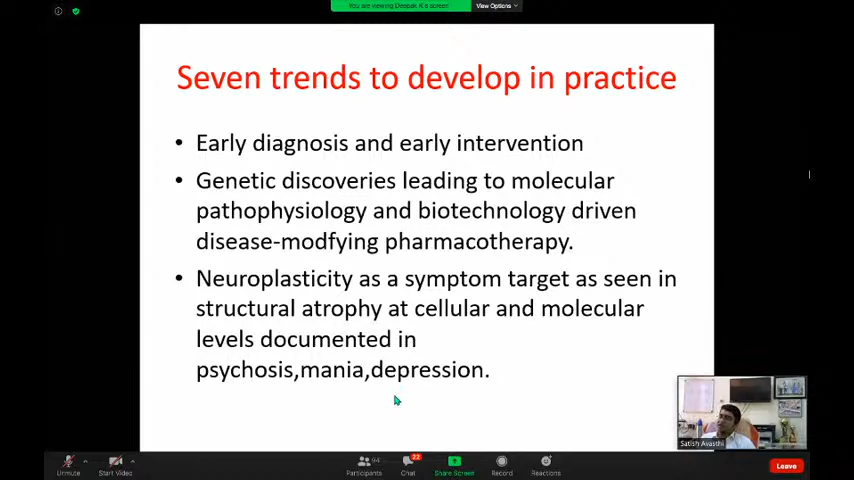 You are viewing Deepak K's screen View Options
Seven trends to develop in practice
• Early diagnosis and early intervention
• Genetic discoveries leading to molecular
pathophysiology and biotechnology driven
disease-modfying pharmacotherapy.
• Neuroplasticity as a symptom target as seen in
structural atrophy at cellular and molecular
levels documented in
psychosis,mania,depression.
Satish Avasthi
Unmute Start Video Participants 94 Chat 22 Share Screen Record Reactions Leave